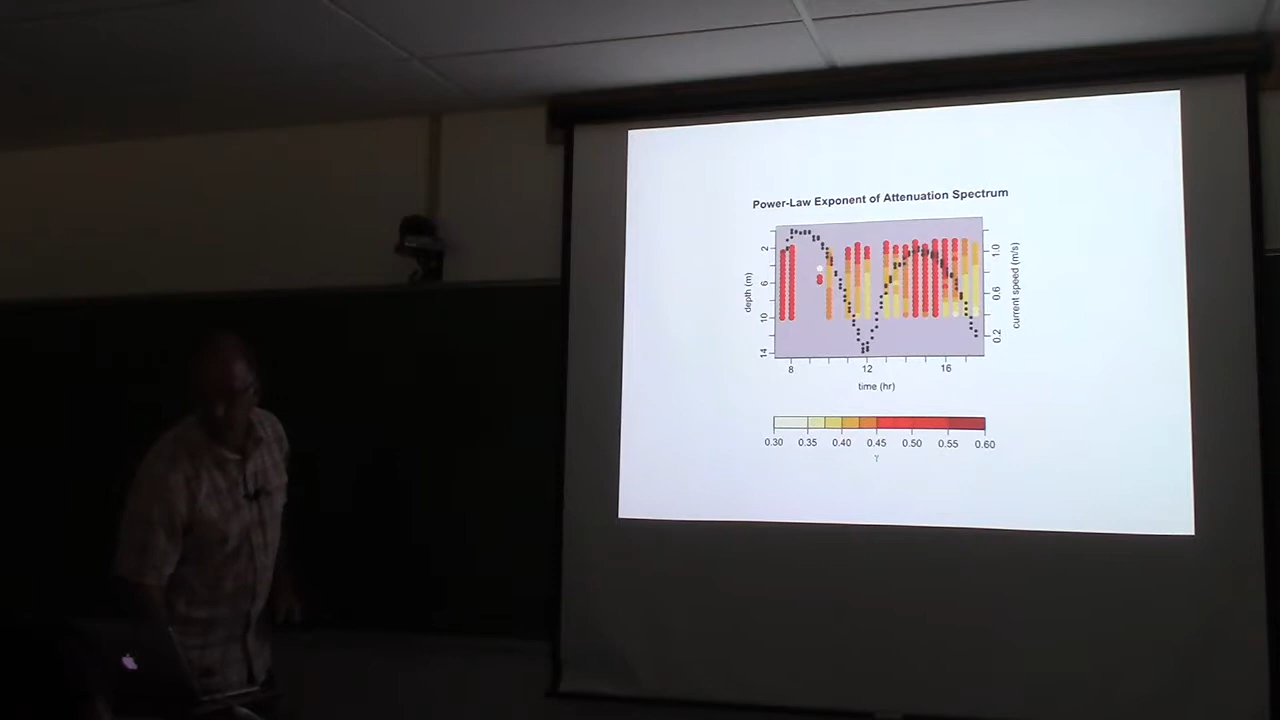 Power-Law Exponent of Attenuation Spectrum
depth (m)
2
6
10
14
1.0
0.6
0.2
current speed (m/s)
8 12 16
time (hr)
0.30 0.35 0.40 0.45 0.50 0.55 0.60
γ